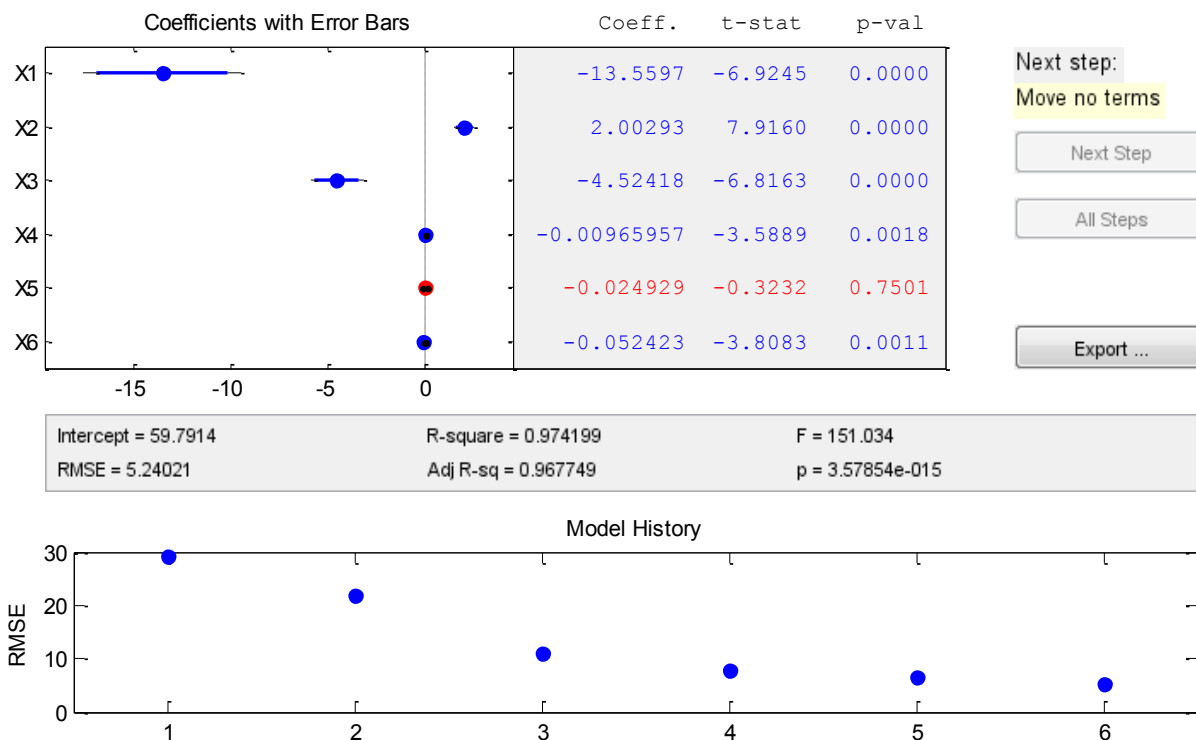 Coefficients with Error Bars
Coeff. t-stat p-val
X1 -13.5597 -6.9245 0.0000
X2 2.00293 7.9160 0.0000
X3 -4.52418 -6.8163 0.0000
X4 -0.00965957 -3.5889 0.0018
X5 -0.024929 -0.3232 0.7501
X6 -0.052423 -3.8083 0.0011
-15 -10 -5 0
Next step:
Move no terms
Next Step
All Steps
Export ...
Intercept = 59.7914 R-square = 0.974199 F = 151.034
RMSE = 5.24021 Adj R-sq = 0.967749 p = 3.57854e-015
Model History
RMSE
30
20
10
0
1 2 3 4 5 6